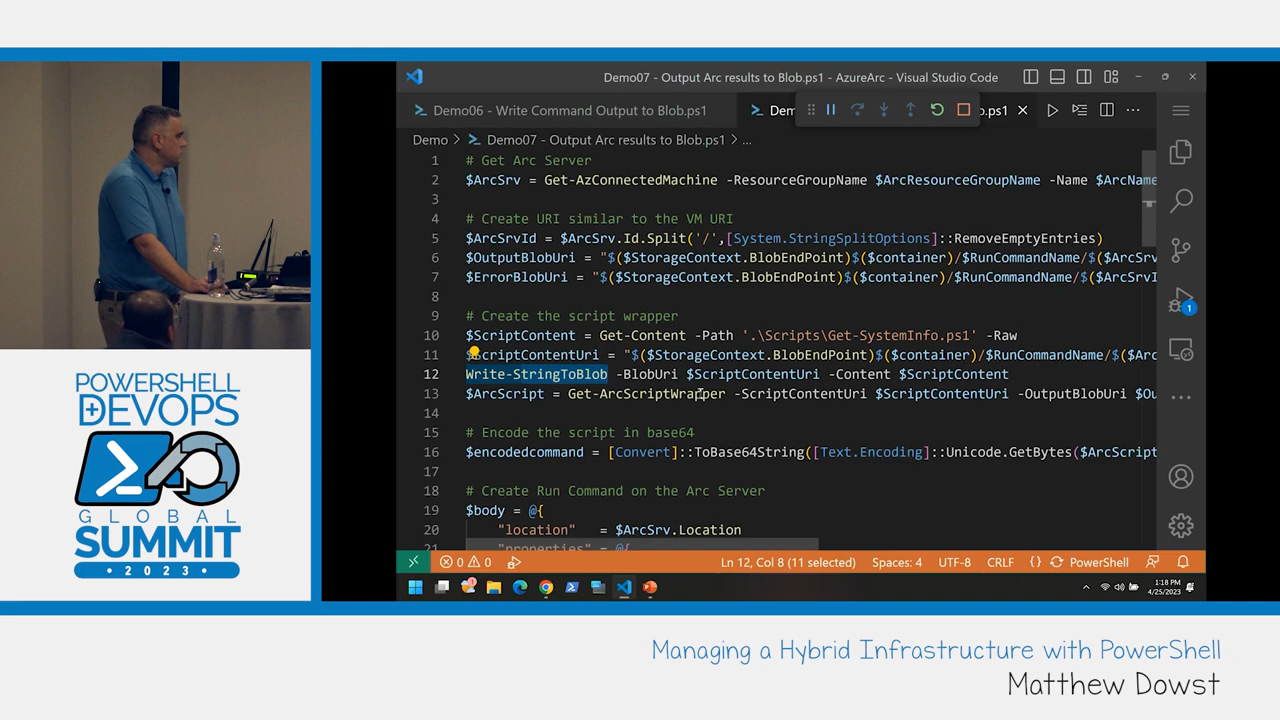 Demo07 - Output Arc results to Blob.ps1 - AzureArc - Visual Studio Code
Demo06 - Write Command Output to Blob.ps1
Dem
o.ps1
Demo > Demo07 - Output Arc results to Blob.ps1 > ...
1 # Get Arc Server
2 $ArcSrv = Get-AzConnectedMachine -ResourceGroupName $ArcResourceGroupName -Name $ArcName
3
4 # Create URI similar to the VM URI
5 $ArcSrvId = $ArcSrv.Id.Split('/',[System.StringSplitOptions]::RemoveEmptyEntries)
6 $OutputBlobUri = "$($StorageContext.BlobEndPoint)$($container)/$RunCommandName/$($ArcSrv
7 $ErrorBlobUri = "$($StorageContext.BlobEndPoint)$($container)/$RunCommandName/$($ArcSrvI
8
9 # Create the script wrapper
10 $ScriptContent = Get-Content -Path '.\Scripts\Get-SystemInfo.ps1' -Raw
11 $ScriptContentUri = "$($StorageContext.BlobEndPoint)$($container)/$RunCommandName/$($Arc
12 Write-StringToBlob -BlobUri $ScriptContentUri -Content $ScriptContent
13 $ArcScript = Get-ArcScriptWrapper -ScriptContentUri $ScriptContentUri -OutputBlobUri $Ou
14
15 # Encode the script in base64
16 $encodedcommand = [Convert]::ToBase64String([Text.Encoding]::Unicode.GetBytes($ArcScript
17
18 # Create Run Command on the Arc Server
19 $body = @{
20 "location" = $ArcSrv.Location
21 "properties" = @{
1
0 0
Ln 12, Col 8 (11 selected) Spaces: 4 UTF-8 CRLF {} PowerShell
1:18 PM
4/25/2023
POWERSHELL
+DEVOPS
GLOBAL
SUMMIT
• 2023 •
Managing a Hybrid Infrastructure with PowerShell
Matthew Dowst